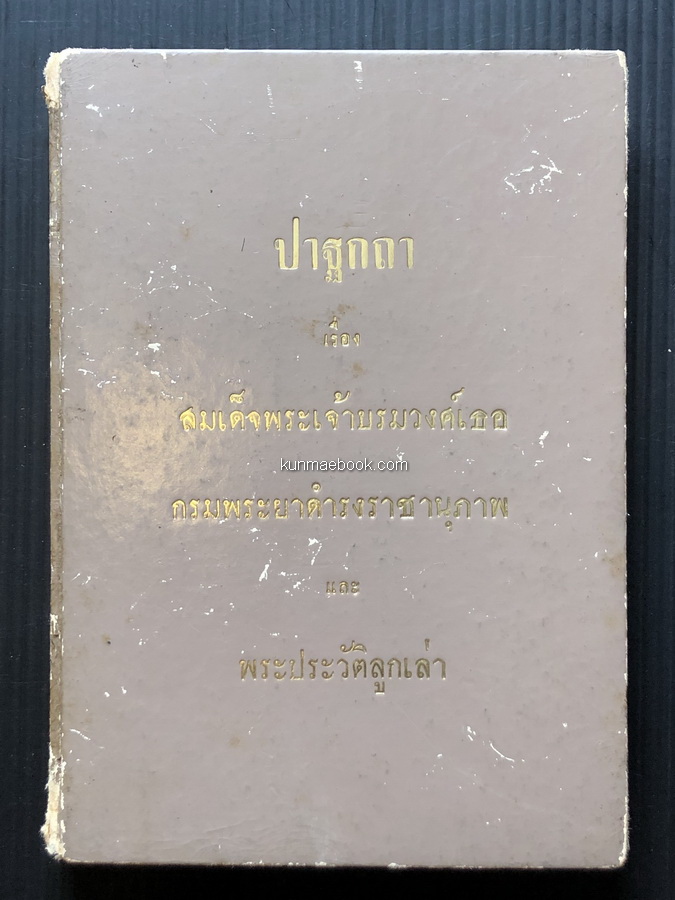 ปาฐกถา
เรื่อง
สมเด็จพระเจ้าบรมวงศ์เธอ
kunmaebook.com
กรมพระยาดำรงราชานุภาพ
และ
พระประวัติลูกเล่า